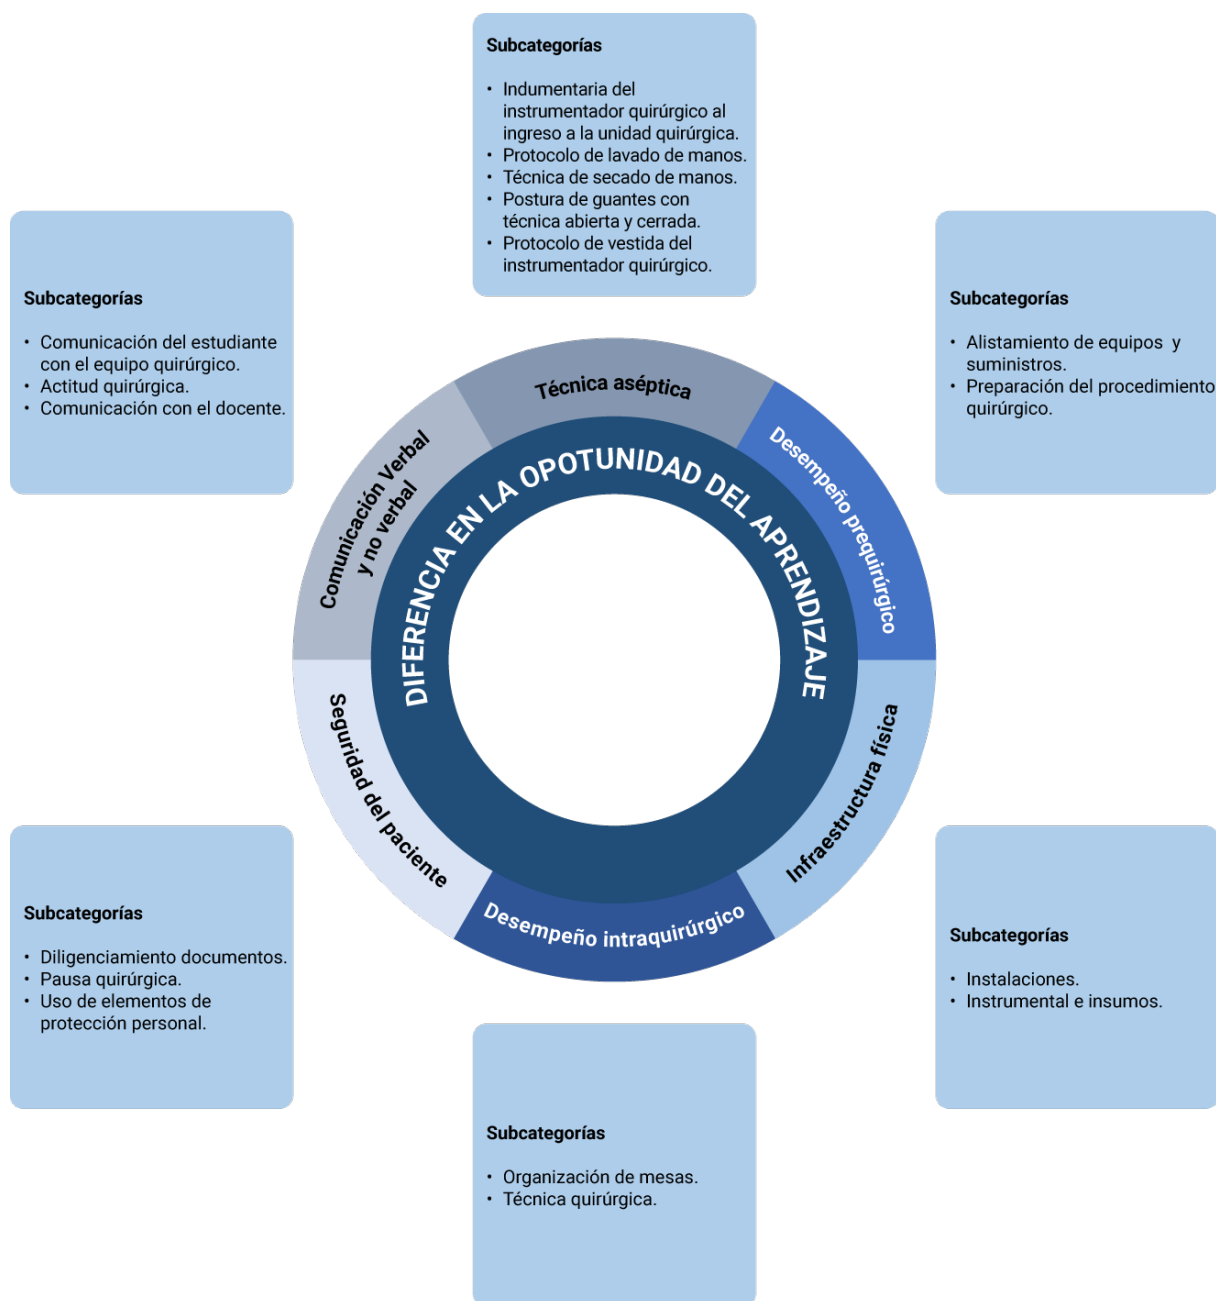 Subcategorías
• Indumentaria del
instrumentador quirúrgico al
ingreso a la unidad quirúrgica.
• Protocolo de lavado de manos.
• Técnica de secado de manos.
• Postura de guantes con
técnica abierta y cerrada.
• Protocolo de vestida del
instrumentador quirúrgico.
Subcategorías
• Comunicación del estudiante
con el equipo quirúrgico.
• Actitud quirúrgica.
• Comunicación con el docente.
Subcategorías
• Alistamiento de equipos y
suministros.
• Preparación del procedimiento
quirúrgico.
Técnica aséptica
Comunicación Verbal
y no verbal
Desempeño prequirúrgico
DIFERENCIA EN LA OPOTUNIDAD DEL APRENDIZAJE
Seguridad del paciente
Infraestructura física
Desempeño intraquirúrgico
Subcategorías
• Diligenciamiento documentos.
• Pausa quirúrgica.
• Uso de elementos de
protección personal.
Subcategorías
• Instalaciones.
• Instrumental e insumos.
Subcategorías
• Organización de mesas.
• Técnica quirúrgica.